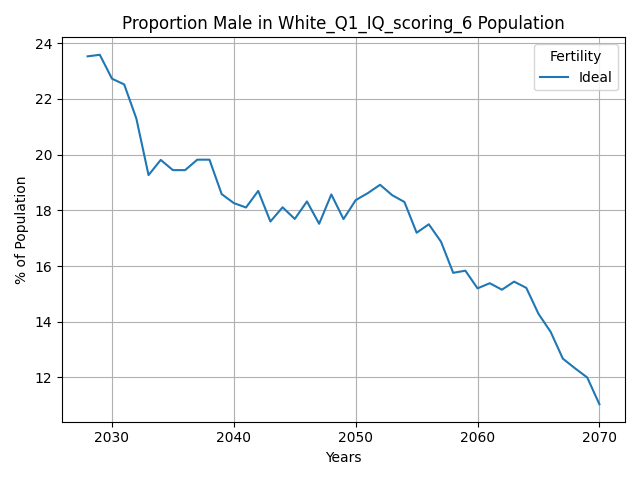 Proportion Male in White_Q1_IQ_scoring_6 Population
Fertility
Ideal
% of Population
24
22
20
18
16
14
12
2030 2040 2050 2060 2070
Years